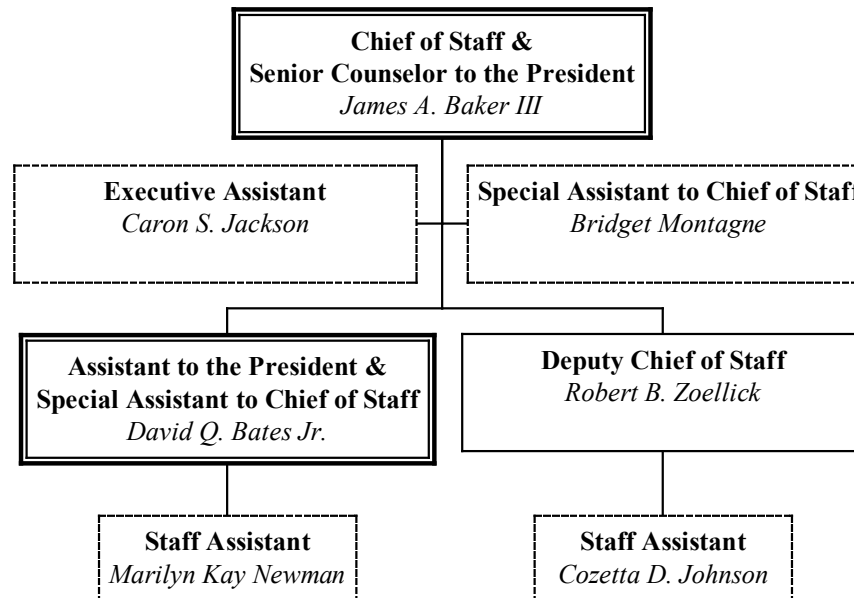 Chief of Staff &
Senior Counselor to the President
James A. Baker III
Executive Assistant
Caron S. Jackson
Special Assistant to Chief of Staff
Bridget Montagne
Assistant to the President &
Special Assistant to Chief of Staff
David Q. Bates Jr.
Deputy Chief of Staff
Robert B. Zoellick
Staff Assistant
Marilyn Kay Newman
Staff Assistant
Cozetta D. Johnson